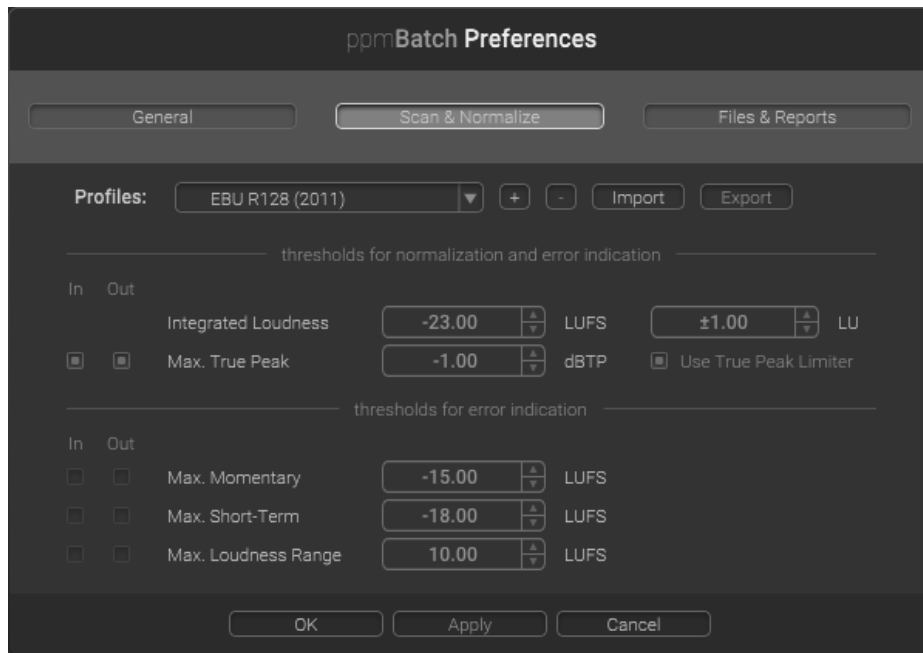 ppmBatch Preferences
General Scan & Normalize Files & Reports
Profiles: EBU R128 (2011) + - Import Export
thresholds for normalization and error indication
In Out
Integrated Loudness -23.00 LUFS ±1.00 LU
Max. True Peak -1.00 dBTP Use True Peak Limiter
thresholds for error indication
In Out
Max. Momentary -15.00 LUFS
Max. Short-Term -18.00 LUFS
Max. Loudness Range 10.00 LUFS
OK Apply Cancel